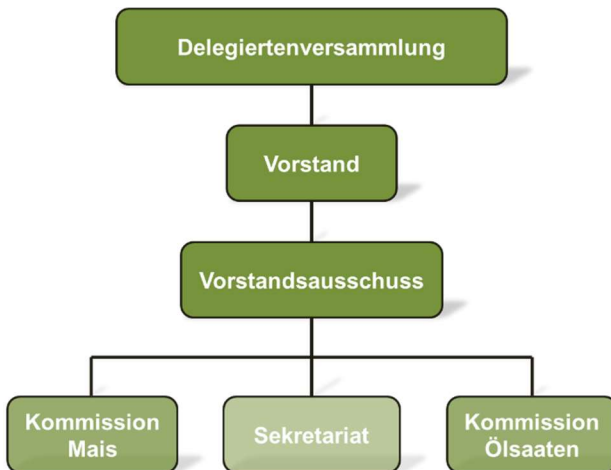 Delegiertenversammlung
Vorstand
Vorstandsausschuss
Kommission
Mais
Sekretariat
Kommission
Ölsaaten